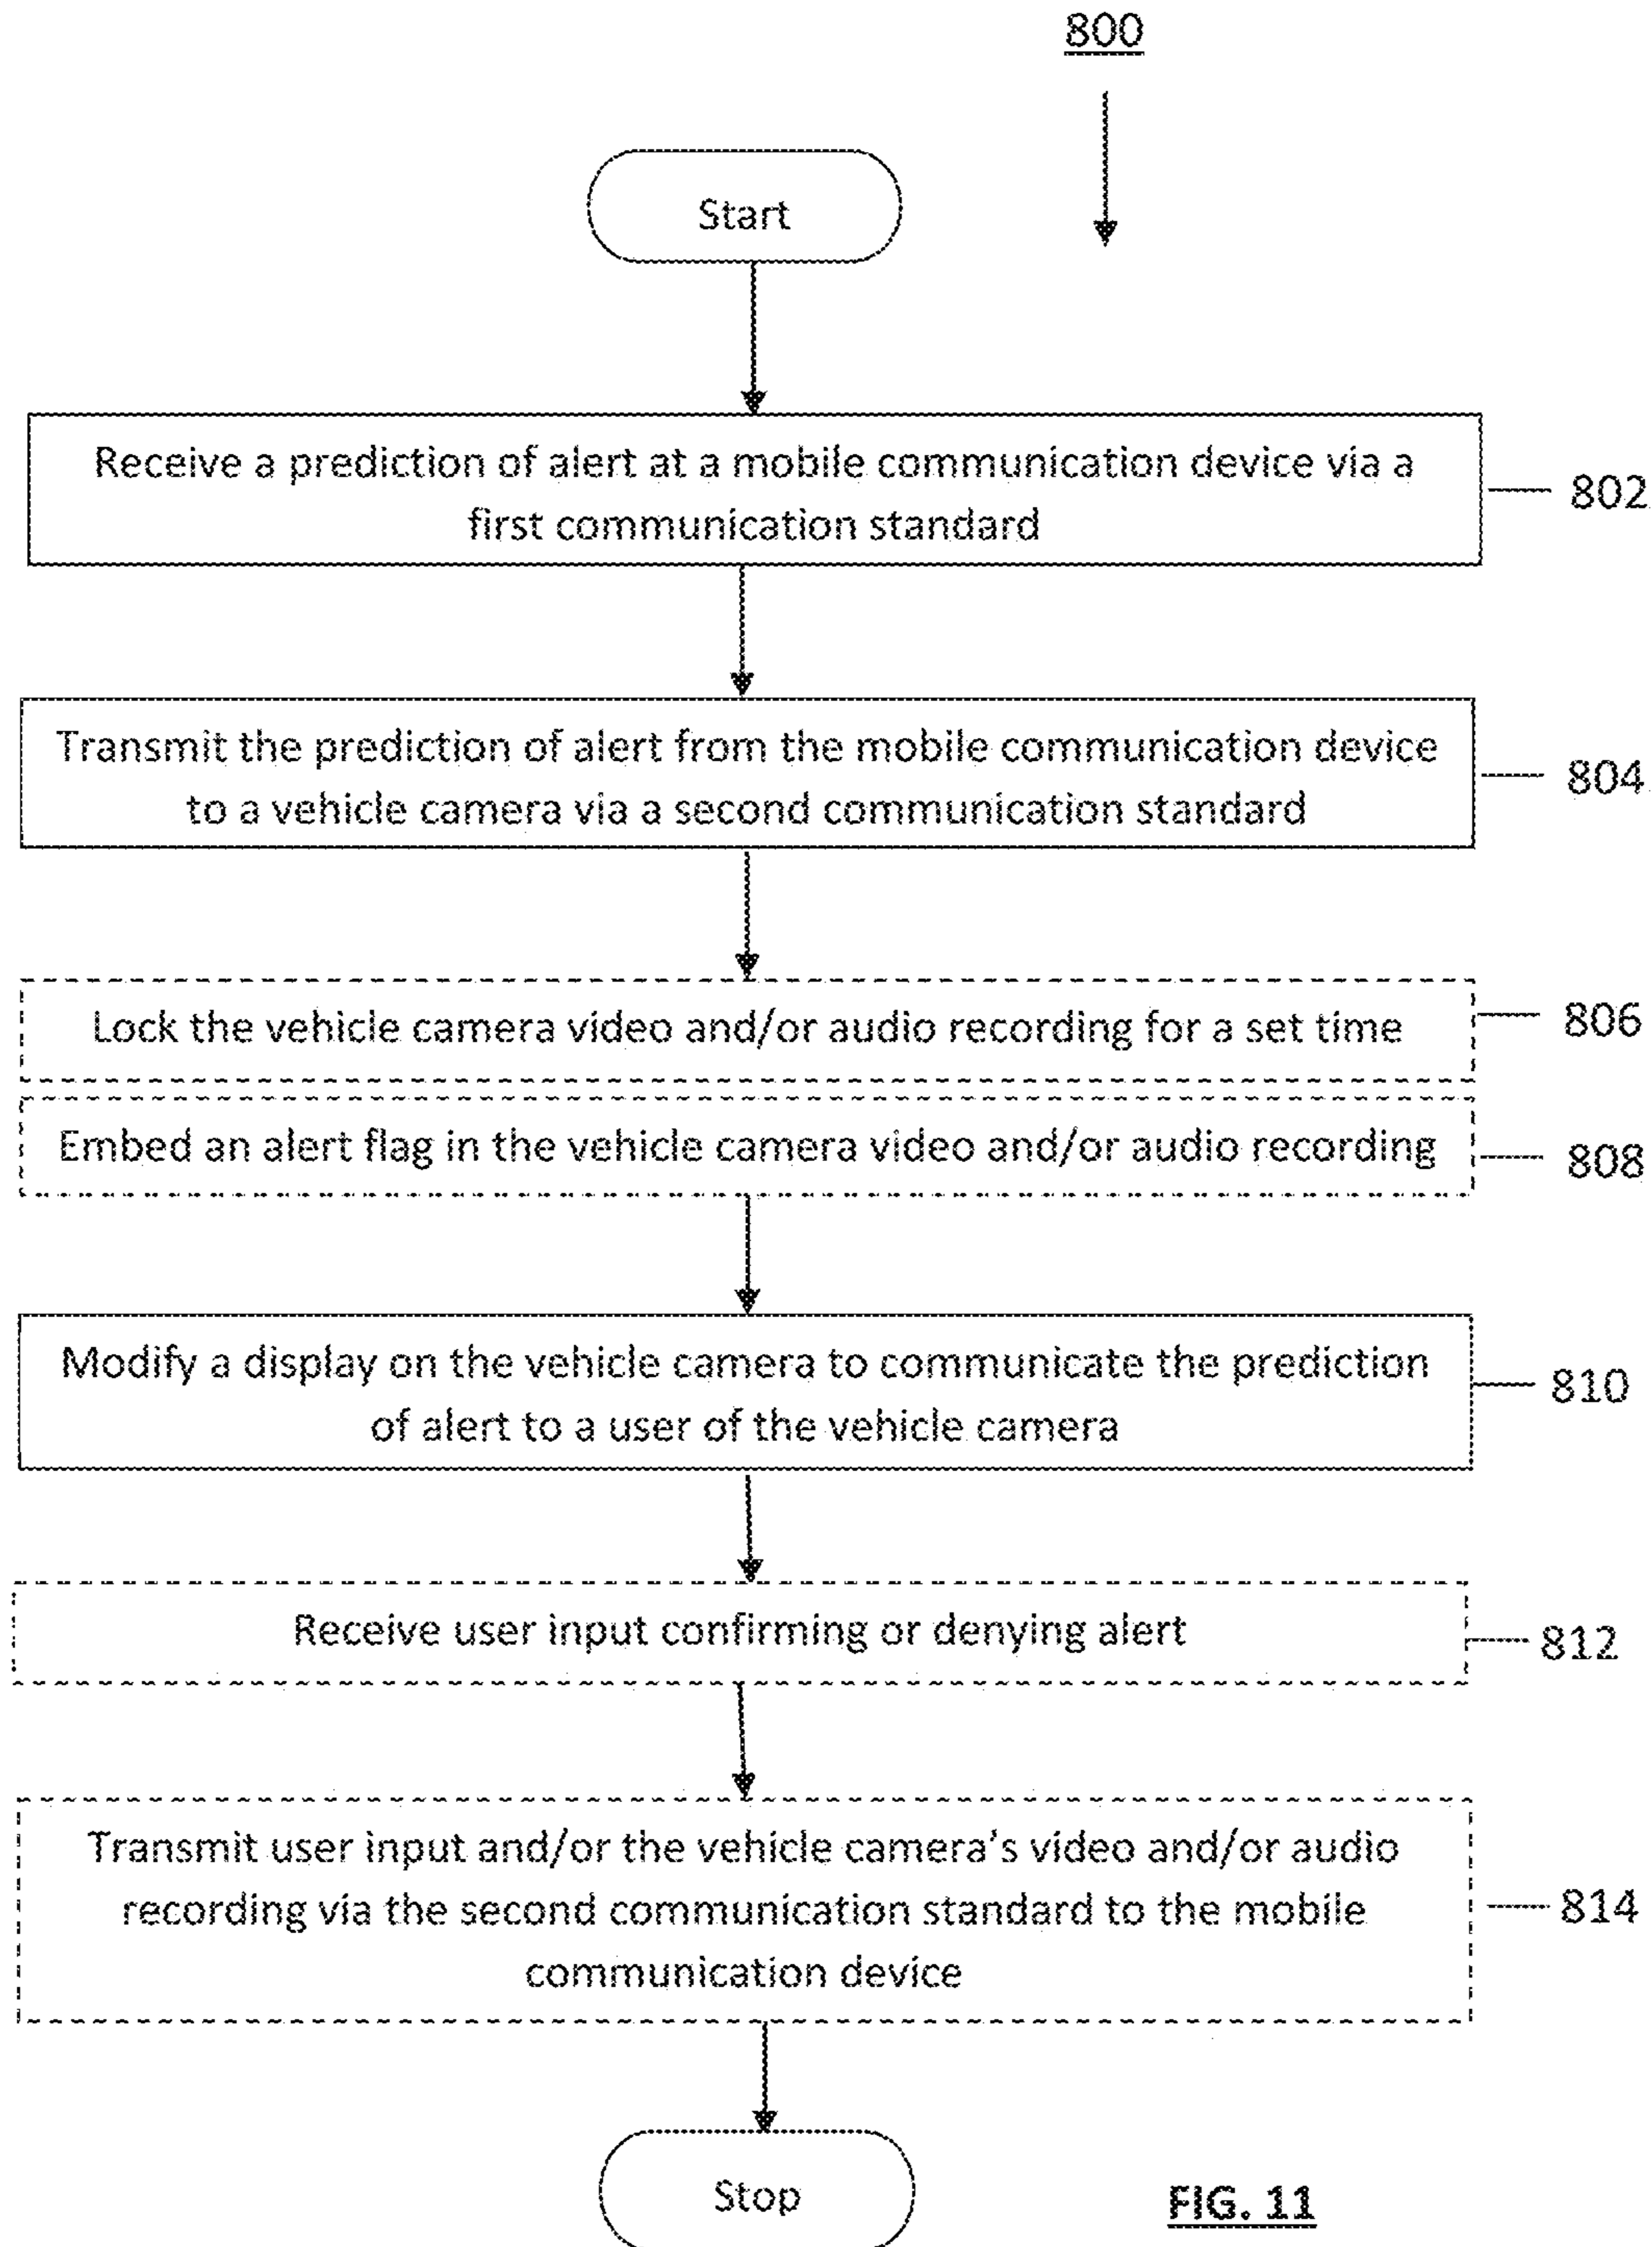 800
Start
Receive a prediction of alert at a mobile communication device via a
first communication standard
802
Transmit the prediction of alert from the mobile communication device
to a vehicle camera via a second communication standard
804
Lock the vehicle camera video and/or audio recording for a set time
806
Embed an alert flag in the vehicle camera video and/or audio recording
808
Modify a display on the vehicle camera to communicate the prediction
of alert to a user of the vehicle camera
810
Receive user input confirming or denying alert
812
Transmit user input and/or the vehicle camera's video and/or audio
recording via the second communication standard to the mobile
communication device
814
Stop
FIG. 11